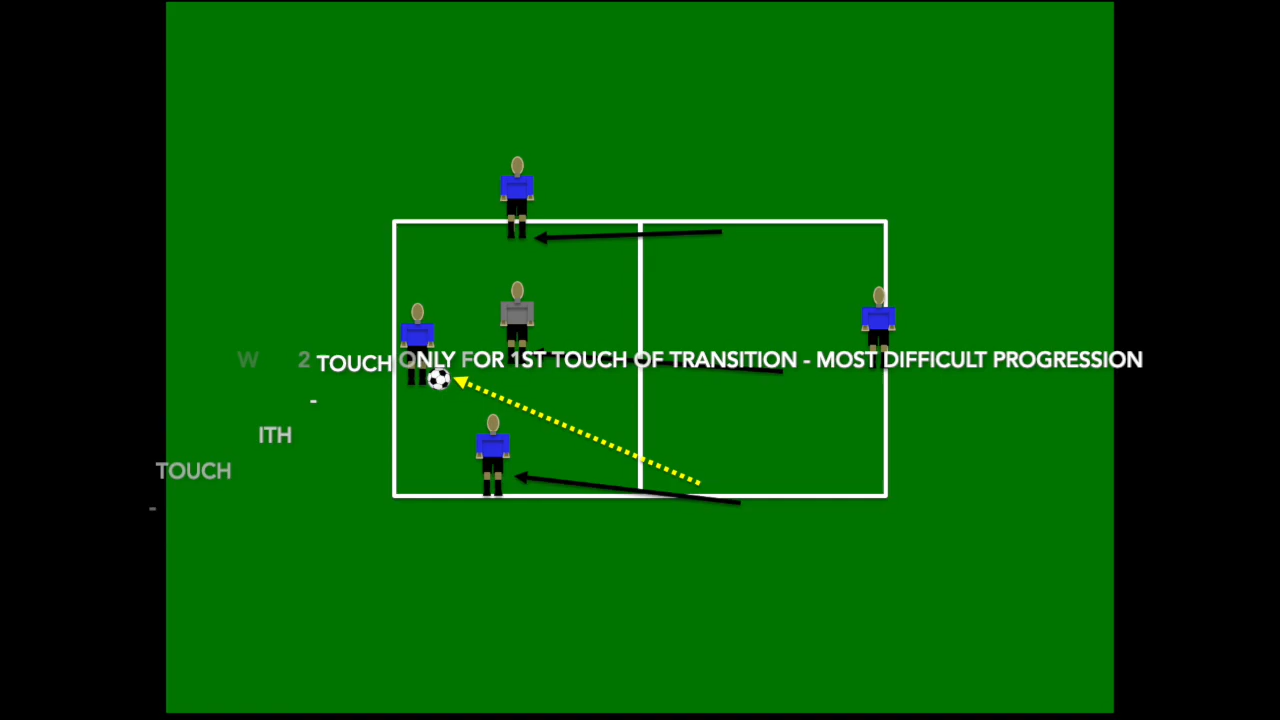 W 2 TOUCH ONLY FOR 1ST TOUCH OF TRANSITION - MOST DIFFICULT PROGRESSION
-
ITH
TOUCH
-